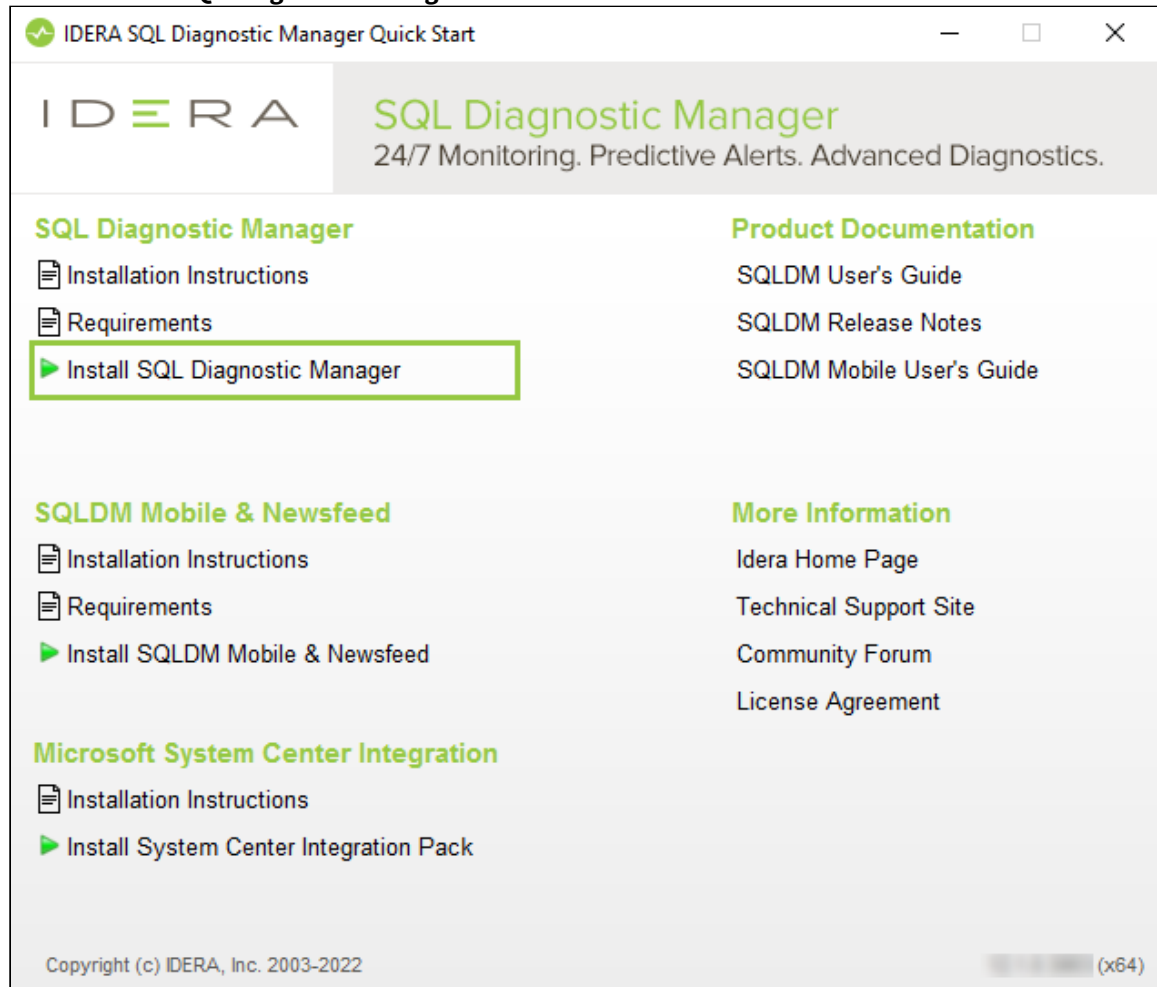 IDERA SQL Diagnostic Manager Quick Start
IDERA
SQL Diagnostic Manager
24/7 Monitoring. Predictive Alerts. Advanced Diagnostics.
SQL Diagnostic Manager
Installation Instructions
Requirements
Install SQL Diagnostic Manager
Product Documentation
SQLDM User's Guide
SQLDM Release Notes
SQLDM Mobile User's Guide
SQLDM Mobile & Newsfeed
Installation Instructions
Requirements
Install SQLDM Mobile & Newsfeed
More Information
Idera Home Page
Technical Support Site
Community Forum
License Agreement
Microsoft System Center Integration
Installation Instructions
Install System Center Integration Pack
Copyright (c) IDERA, Inc. 2003-2022
(x64)